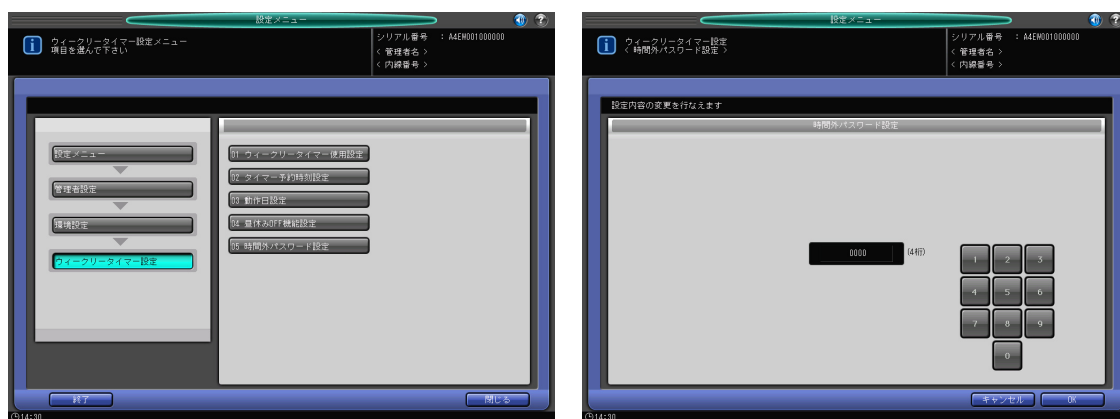 設定メニュー
ウィークリータイマー設定メニュー
項目を選んで下さい
シリアル番号 : A4EW001000000
< 管理者名 >
< 内線番号 >
設定メニュー
管理者設定
環境設定
ウィークリータイマー設定
01 ウィークリータイマー使用設定
02 タイマー予約時刻設定
03 動作日設定
04 昼休みOFF機能設定
05 時間外パスワード設定
終了
閉じる
14:30
設定メニュー
ウィークリータイマー設定
< 時間外パスワード設定 >
シリアル番号 : A4EW001000000
< 管理者名 >
< 内線番号 >
設定内容の変更を行なえます
時間外パスワード設定
0000 (4桁)
1 2 3
4 5 6
7 8 9
0
キャンセル
OK
14:30